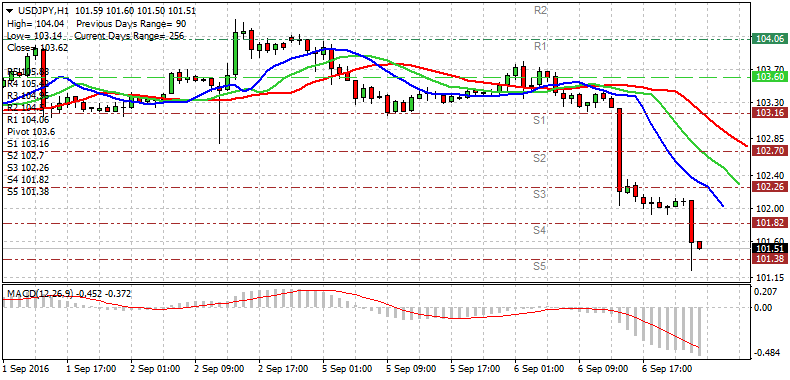 USDJPY,H1 101.59 101.60 101.50 101.51
High= 104.04 Previous Days Range= 90
Low= 103.14 Current Days Range= 256
Close= 103.62
R4 105.4
R1 104.06
Pivot 103.6
S1 103.16
S2 102.7
S3 102.26
S4 101.82
S5 101.38
R2
R1
S1
S2
S3
S4
S5
104.06
103.70
103.60
103.30
103.16
102.85
102.70
102.40
102.26
102.00
101.82
101.60
101.51
101.38
101.15
MACD(12,26,9) -0.452 -0.372
0.207
0.00
-0.484
1 Sep 2016
1 Sep 17:00
2 Sep 01:00
2 Sep 09:00
2 Sep 17:00
5 Sep 01:00
5 Sep 09:00
5 Sep 17:00
6 Sep 01:00
6 Sep 09:00
6 Sep 17:00